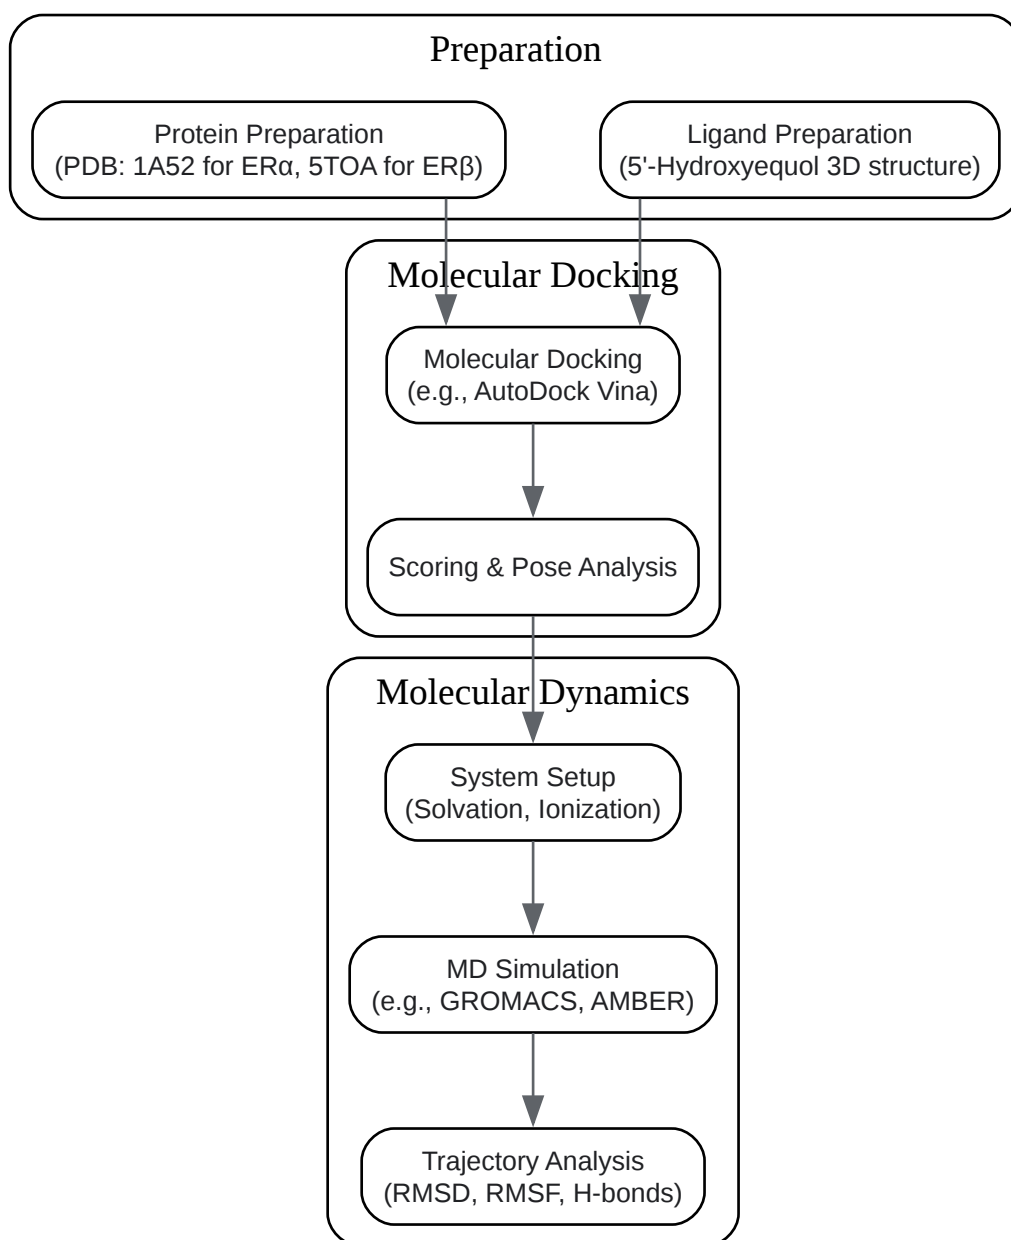 Preparation
Protein Preparation
(PDB: 1A52 for ERα, 5TOA for ERβ)
Ligand Preparation
(5'-Hydroxyequol 3D structure)
Molecular Docking
Molecular Docking
(e.g., AutoDock Vina)
Scoring & Pose Analysis
Molecular Dynamics
System Setup
(Solvation, Ionization)
MD Simulation
(e.g., GROMACS, AMBER)
Trajectory Analysis
(RMSD, RMSF, H-bonds)